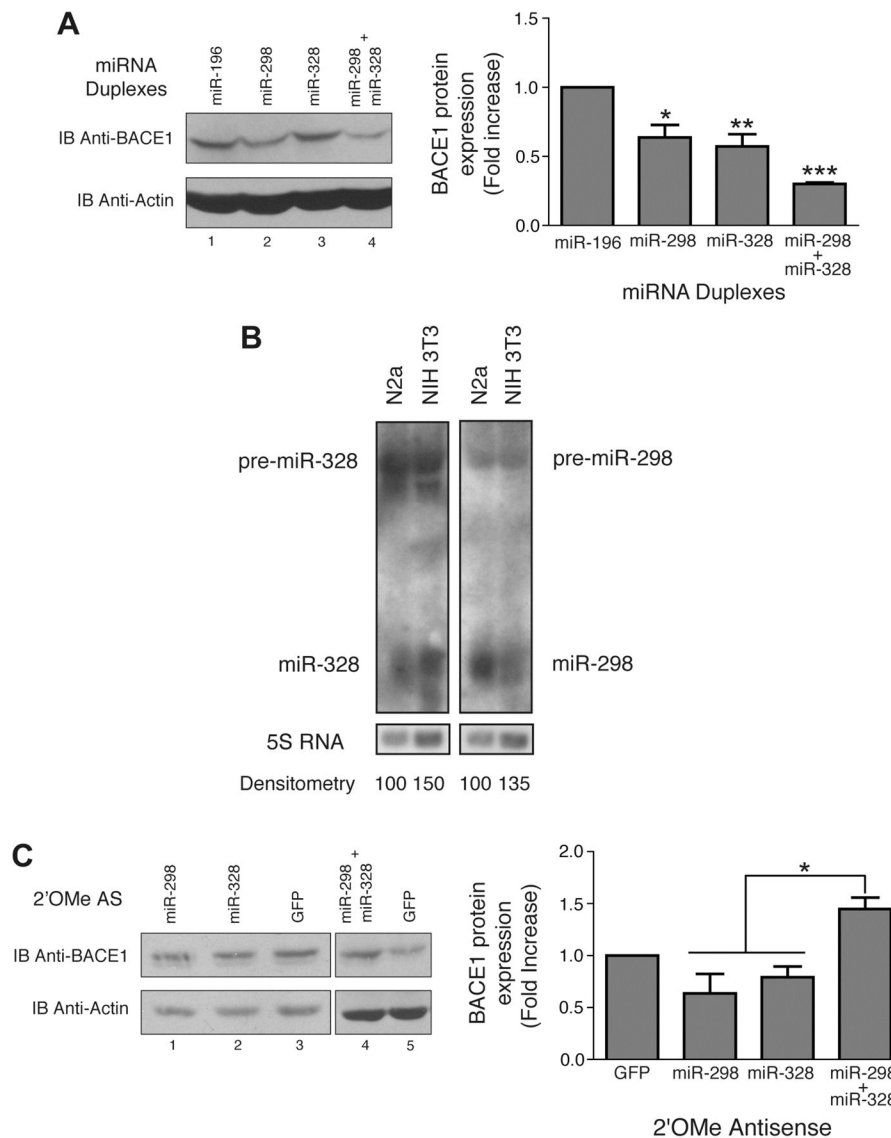 A
miRNA
Duplexes
miR-196
miR-298
miR-328
miR-298 +
miR-328
IB Anti-BACE1
IB Anti-Actin
1 2 3 4
BACE1 protein
expression
(Fold increase)
1.5
1.0
0.5
0.0
*
**
***
miR-196 miR-298 miR-328 miR-298
+
miR-328
miRNA Duplexes
B
N2a
NIH 3T3
N2a
NIH 3T3
pre-miR-328
pre-miR-298
miR-328
miR-298
5S RNA
Densitometry 100 150 100 135
C
2'OMe AS
miR-298
miR-328
GFP
miR-298 +
miR-328
GFP
IB Anti-BACE1
IB Anti-Actin
1 2 3 4 5
BACE1 protein
expression
(Fold Increase)
2.0
1.5
1.0
0.5
0.0
*
GFP miR-298 miR-328 miR-298
+
miR-328
2'OMe Antisense